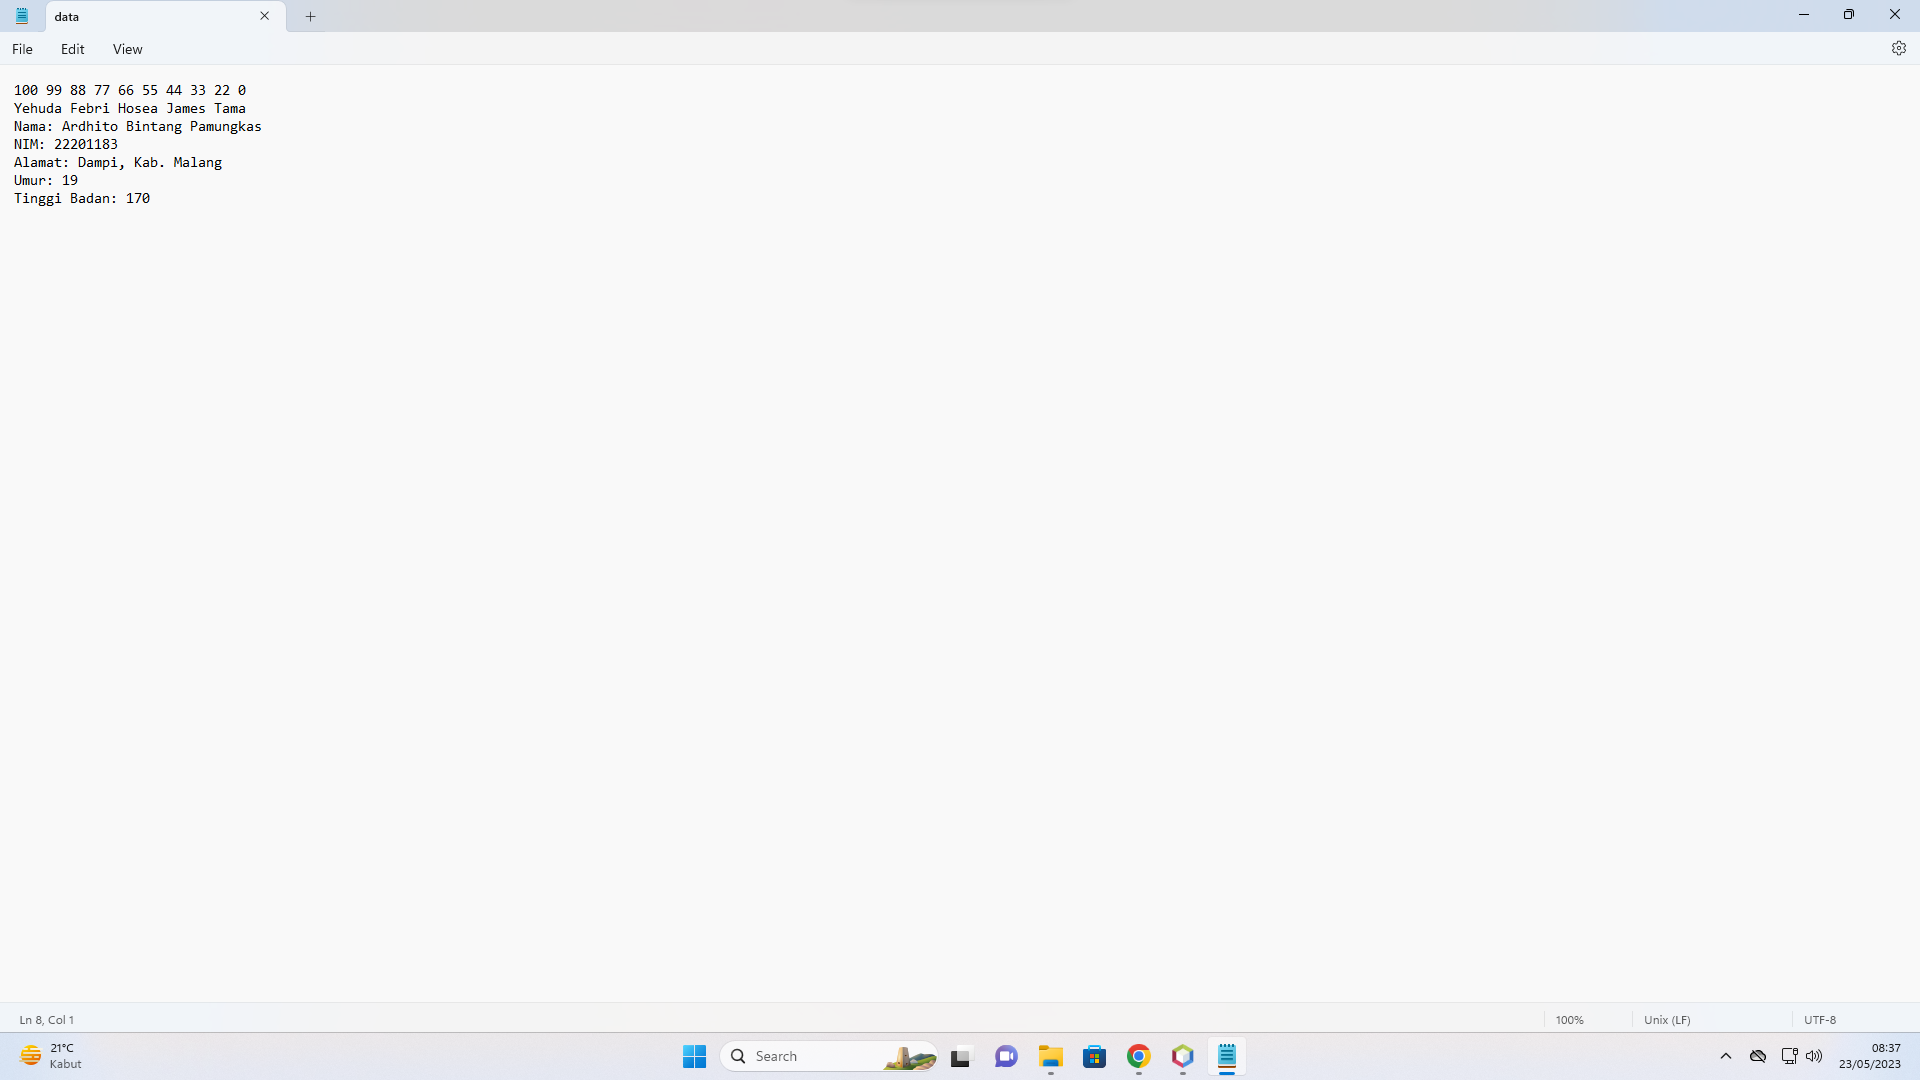 data
File Edit View
100 99 88 77 66 55 44 33 22 0
Yehuda Febri Hosea James Tama
Nama: Ardhito Bintang Pamungkas
NIM: 22201183
Alamat: Dampi, Kab. Malang
Umur: 19
Tinggi Badan: 170
Ln 8, Col 1 100% Unix (LF) UTF-8
21°C
Kabut
Search
08:37
23/05/2023